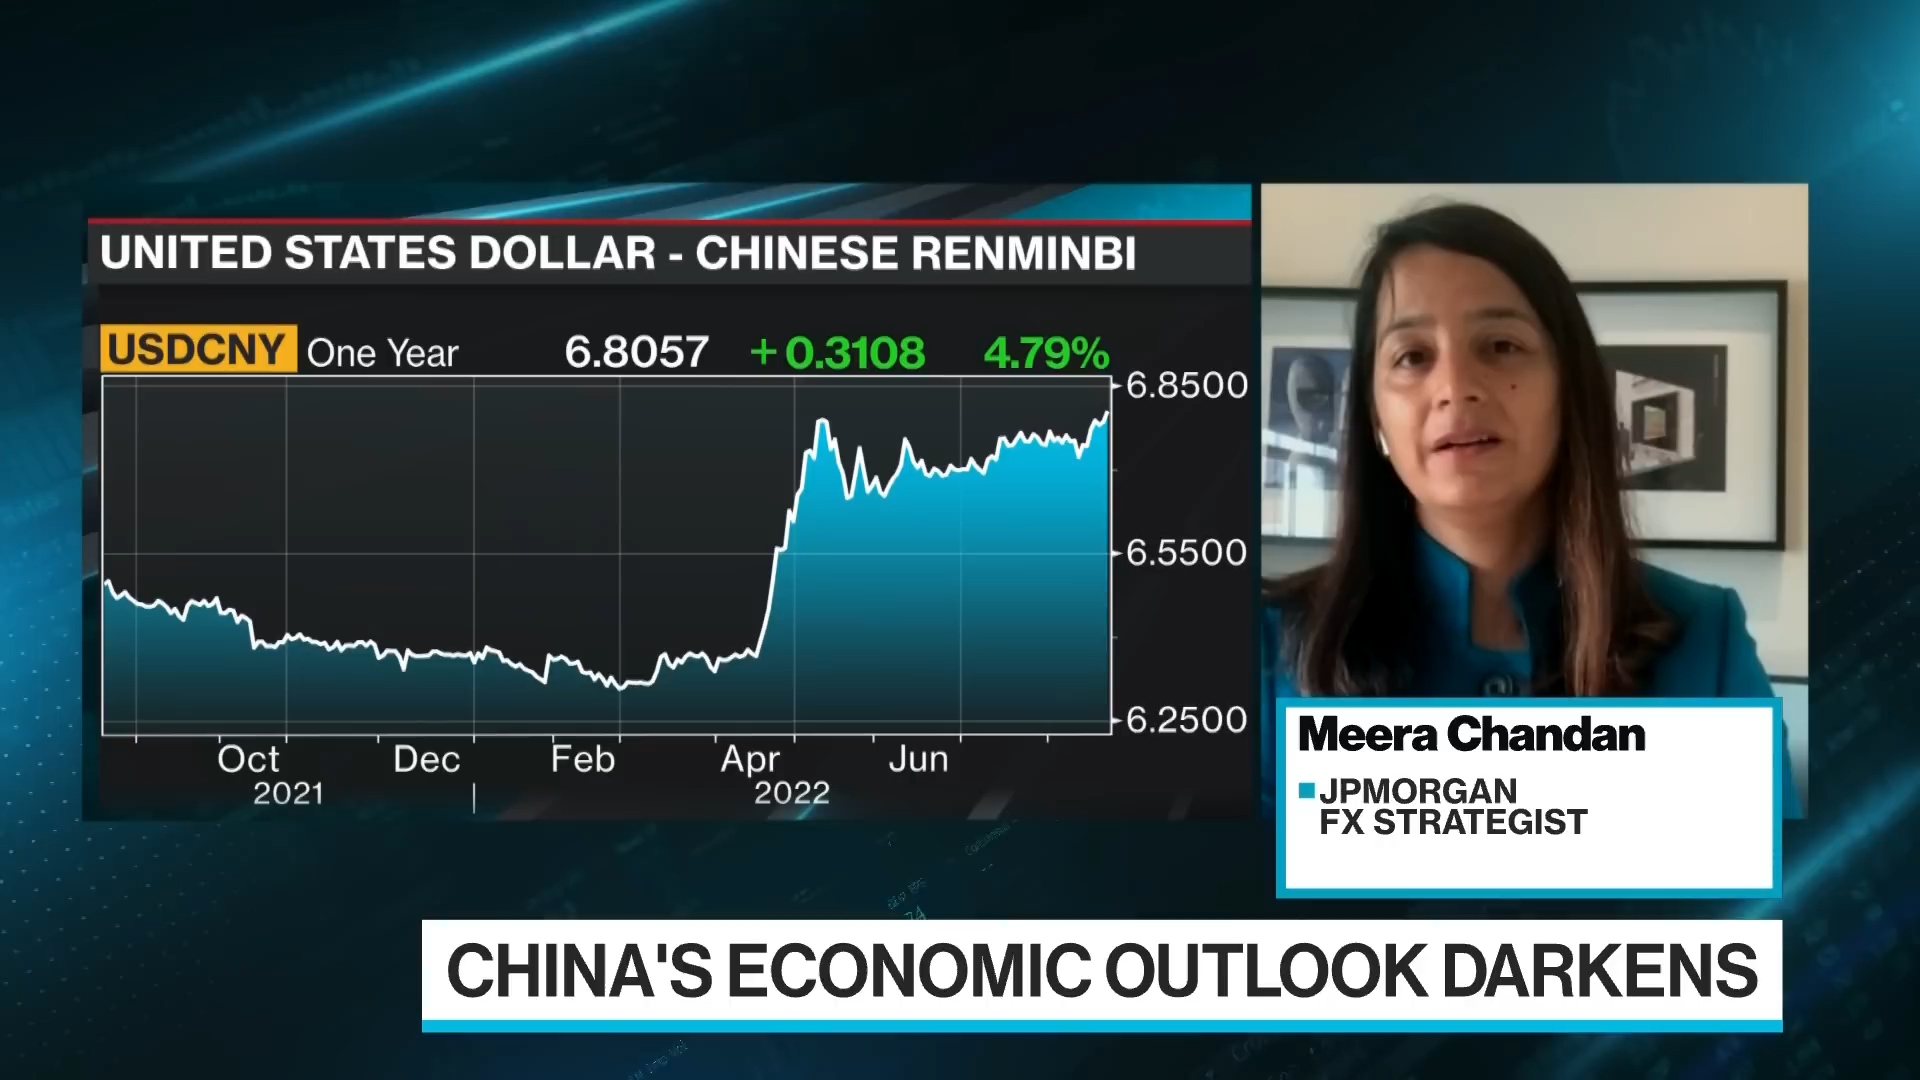 UNITED STATES DOLLAR - CHINESE RENMINBI
USDCNY One Year 6.8057 +0.3108 4.79%
6.8500
6.5500
6.2500
Oct Dec Feb Apr Jun
2021 2022
Meera Chandan
JPMORGAN
FX STRATEGIST
CHINA'S ECONOMIC OUTLOOK DARKENS